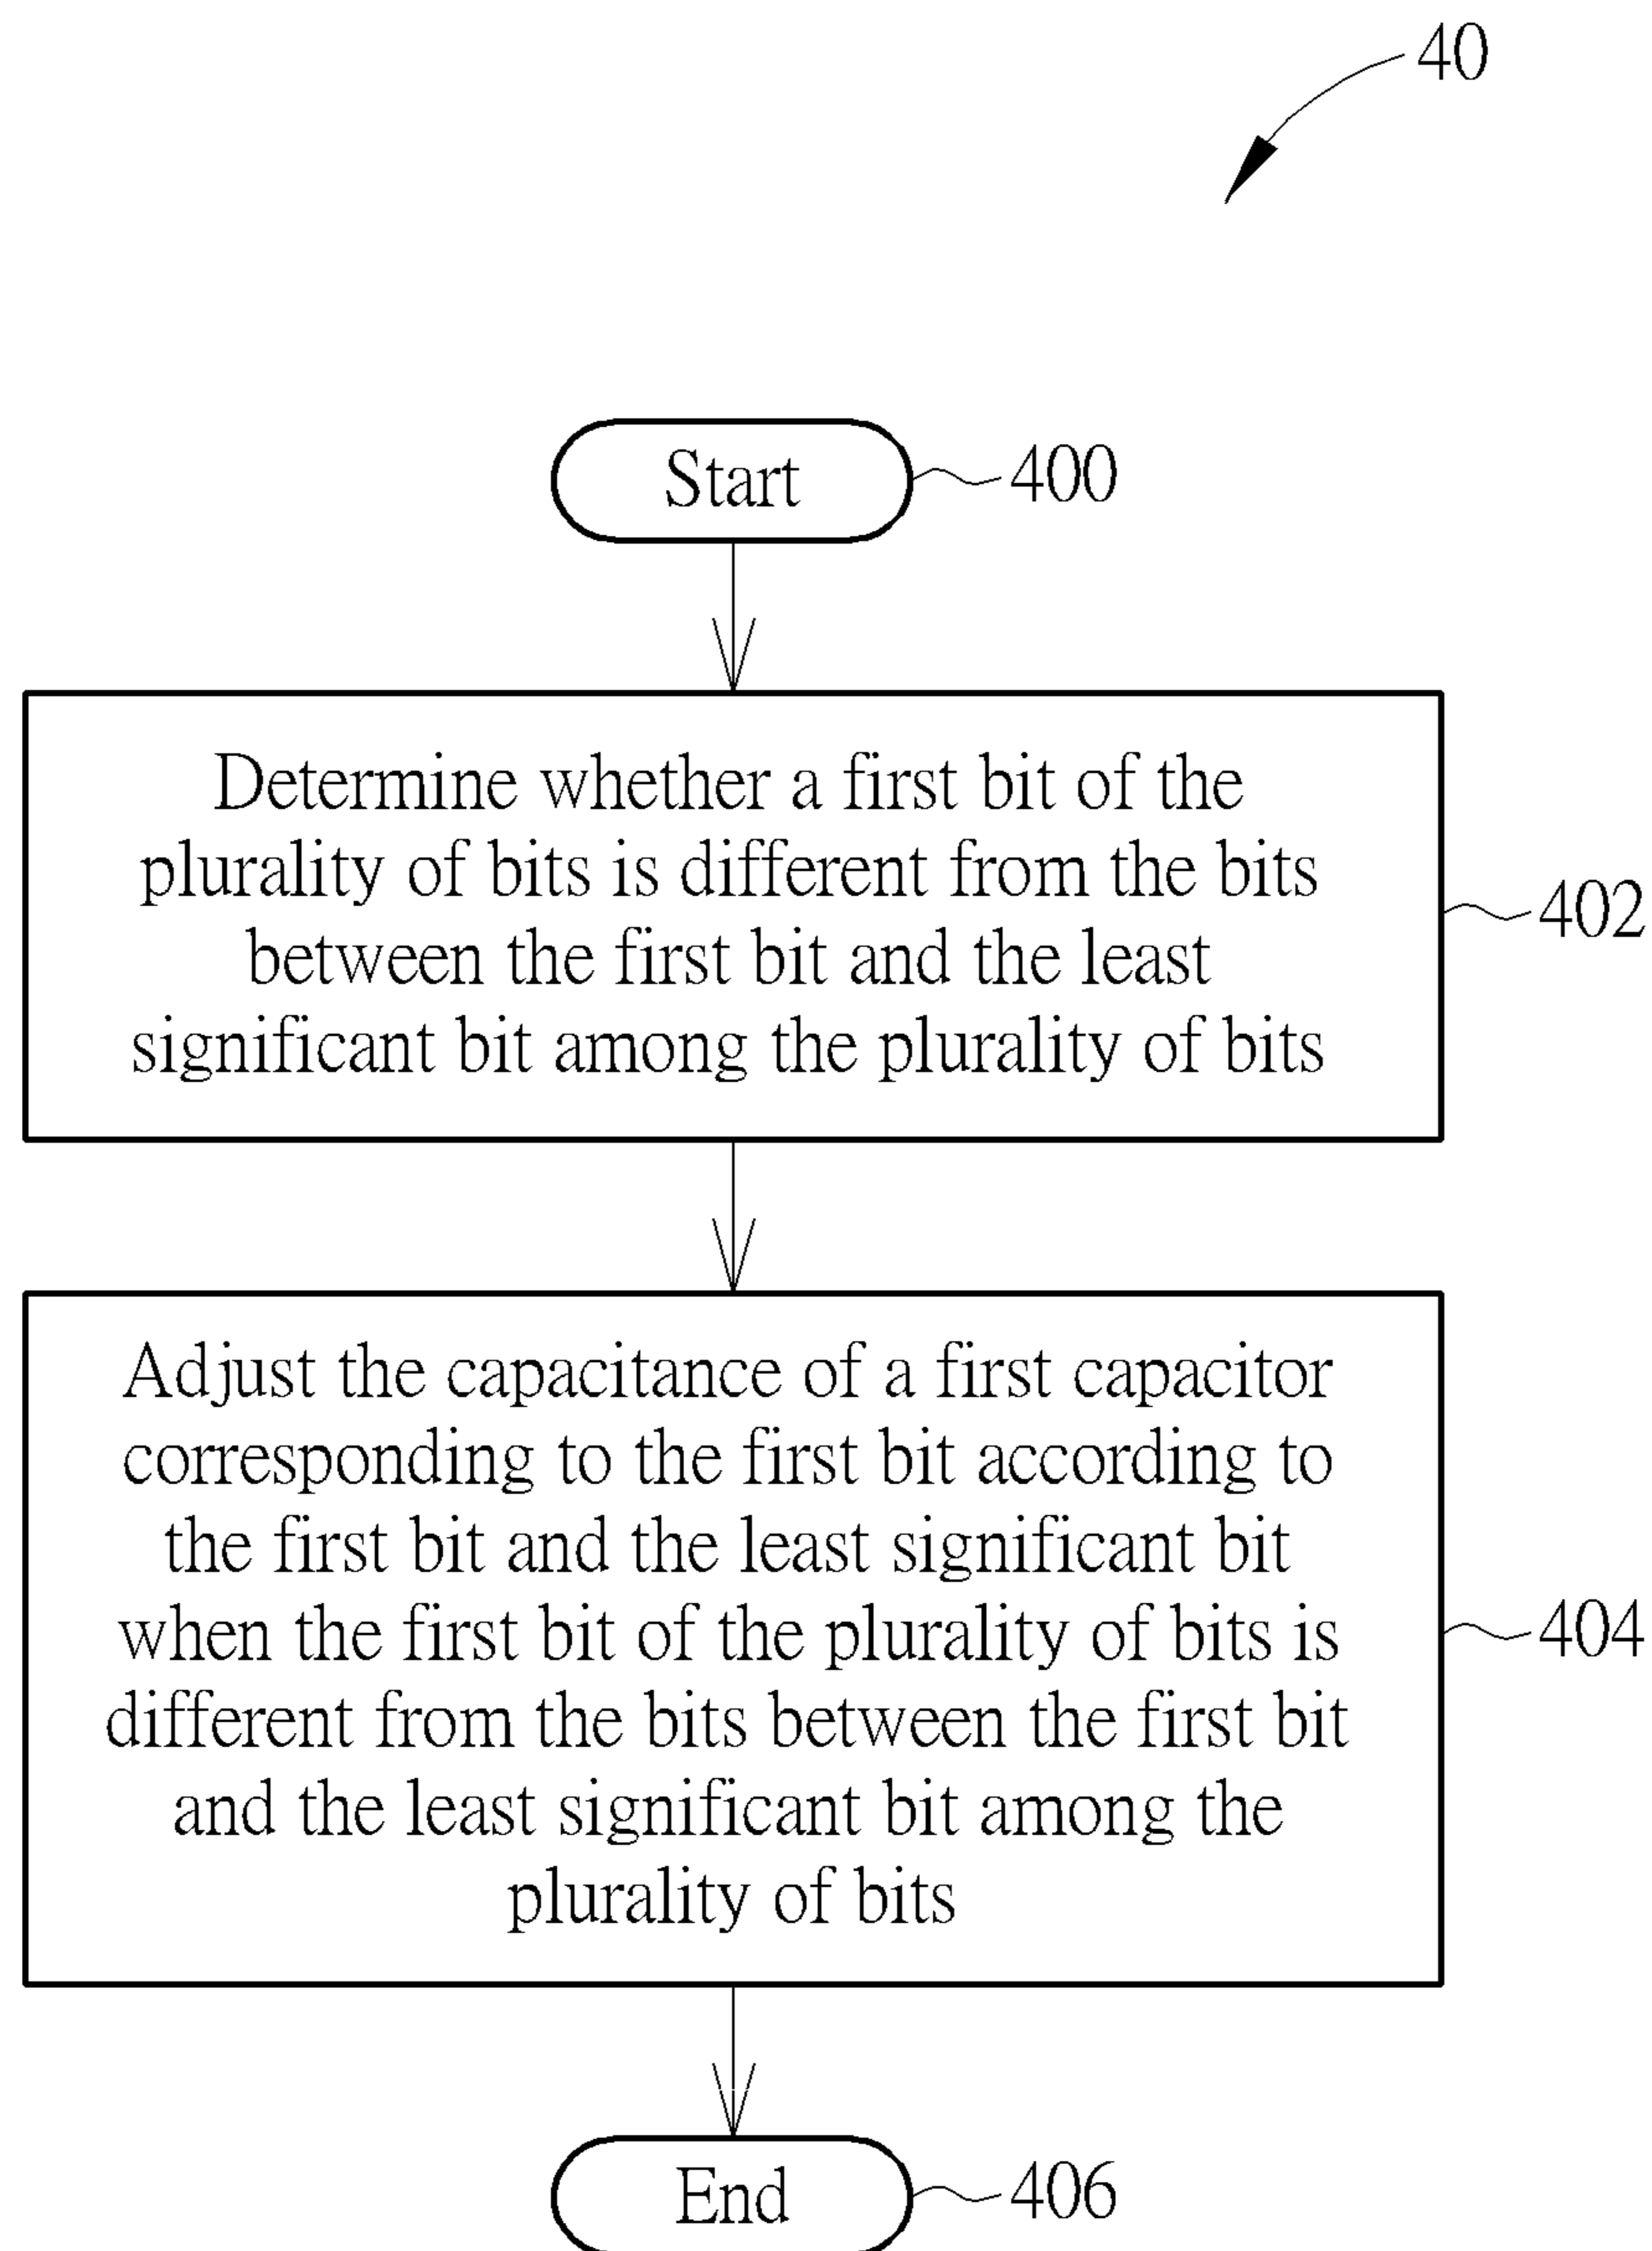 40
Start
400
Determine whether a first bit of the
plurality of bits is different from the bits
between the first bit and the least
significant bit among the plurality of bits
402
Adjust the capacitance of a first capacitor
corresponding to the first bit according to
the first bit and the least significant bit
when the first bit of the plurality of bits is
different from the bits between the first bit
and the least significant bit among the
plurality of bits
404
End
406